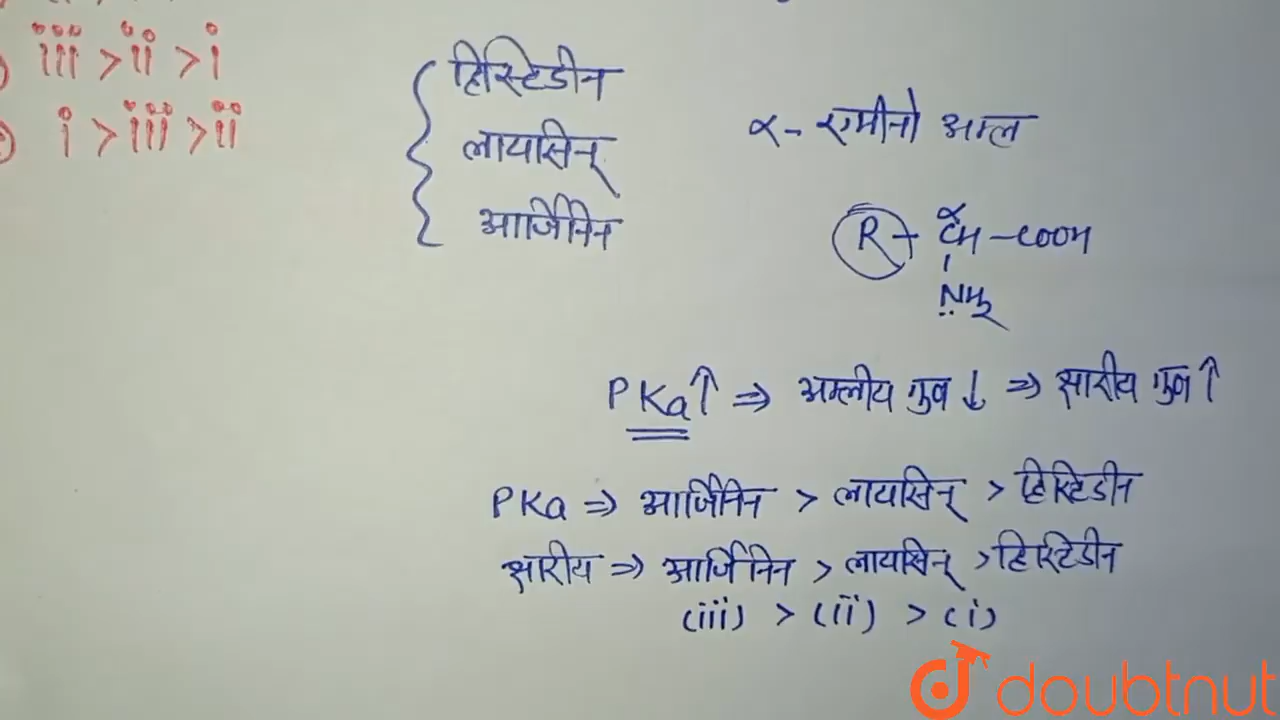 iii > ii > i
i > iii > ii
हिस्टिडीन
लायसिन्
आर्जिनिन
α - एमीनो अम्ल
α
R - CH - COOH
NH₂
PKa↑ ⇒ अम्लीय गुण ↓ ⇒ क्षारीय गुण ↑
PKa ⇒ आर्जिनिन > लायसिन् > हिस्टिडीन
क्षारीय ⇒ आर्जिनिन > लायसिन् > हिस्टिडीन
(iii) > (ii) > (i)
doubtnut